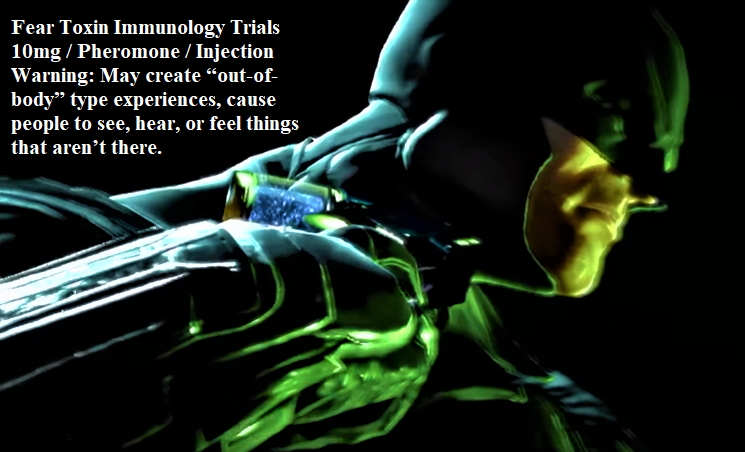 Fear Toxin Immunology Trials
10mg / Pheromone / Injection
Warning: May create “out-of-
body” type experiences, cause
people to see, hear, or feel things
that aren’t there.